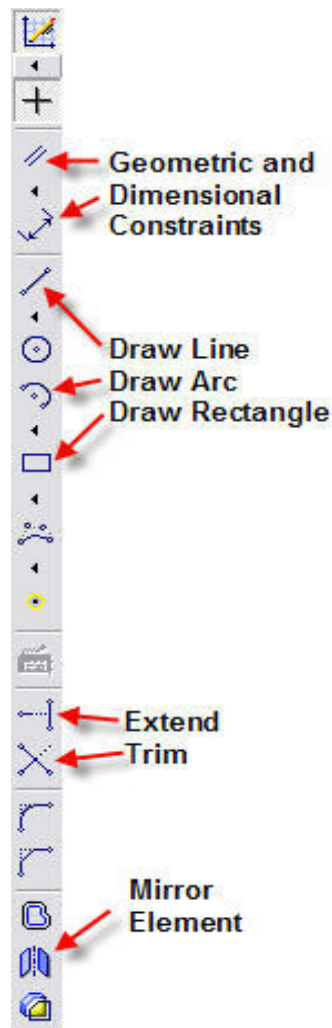 Geometric and
Dimensional
Constraints
Draw Line
Draw Arc
Draw Rectangle
Extend
Trim
Mirror
Element